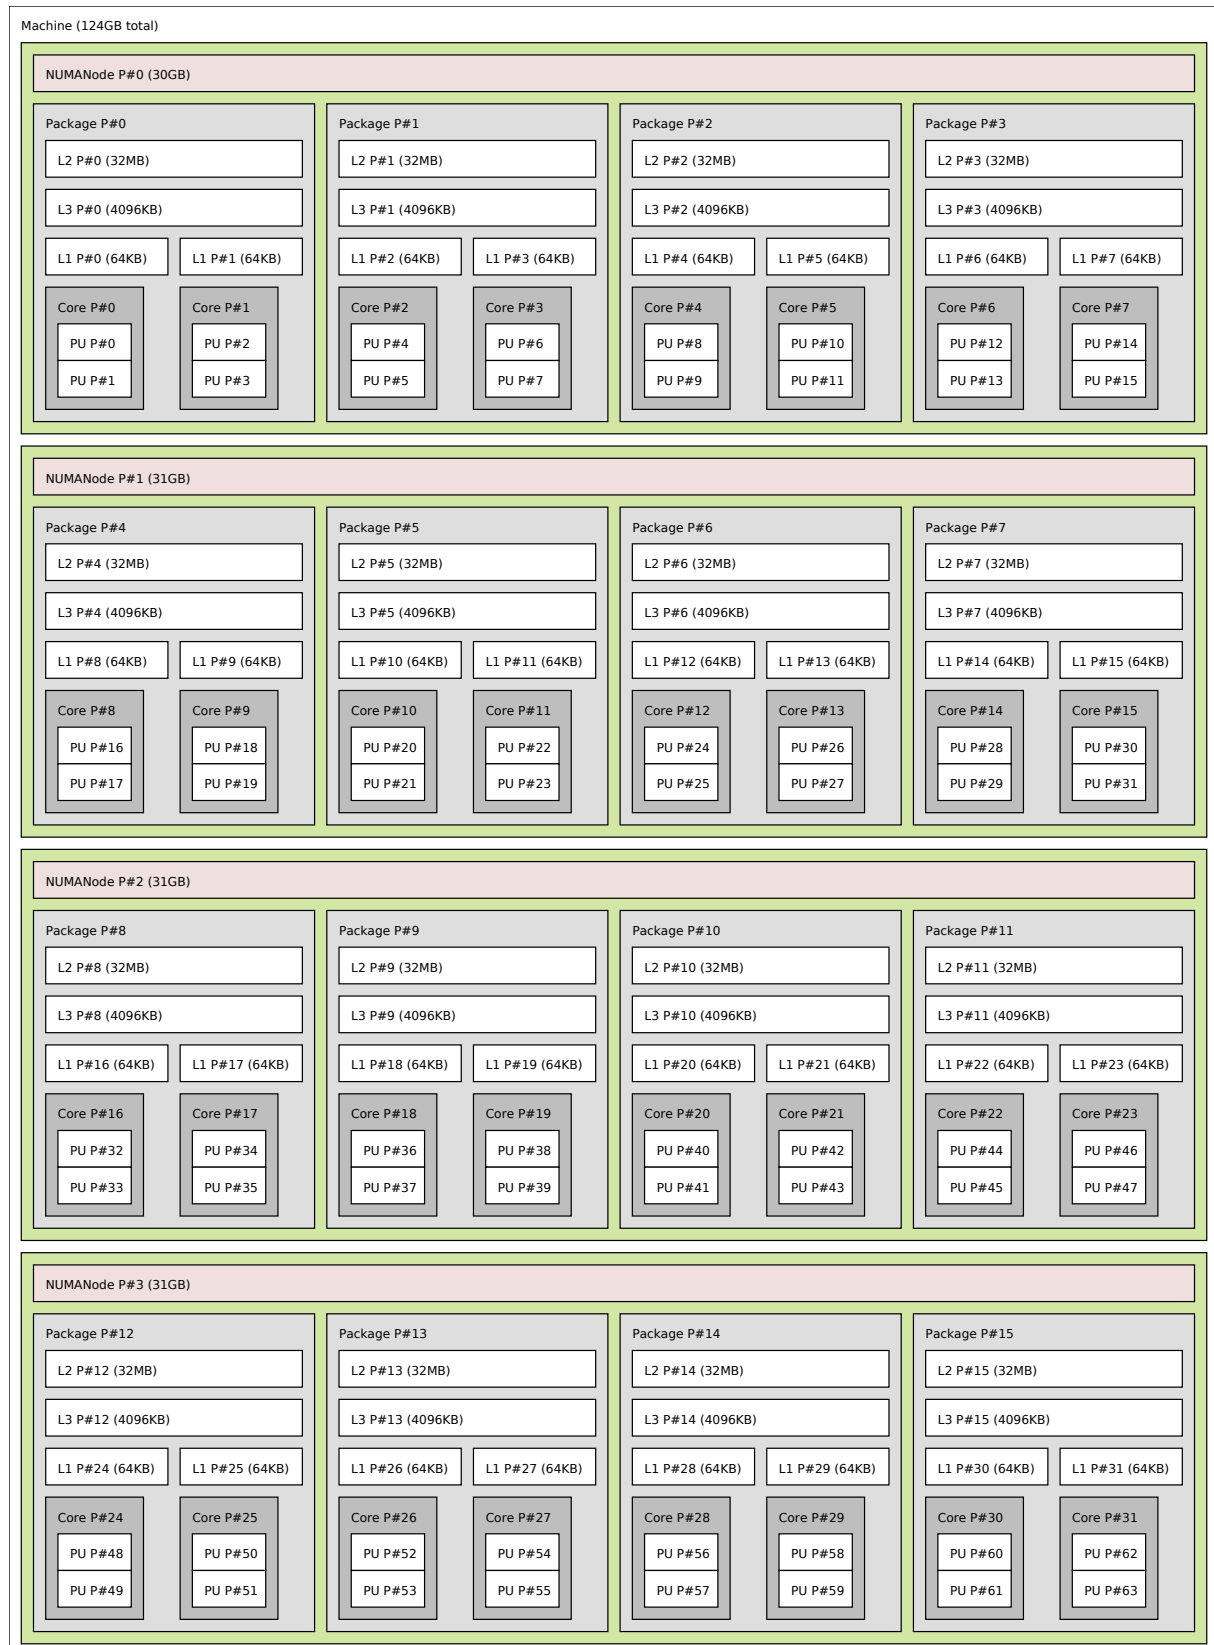 Machine (124GB total)
NUMANode P#0 (30GB)
Package P#0 Package P#1 Package P#2 Package P#3
L2 P#0 (32MB) L2 P#1 (32MB) L2 P#2 (32MB) L2 P#3 (32MB)
L3 P#0 (4096KB) L3 P#1 (4096KB) L3 P#2 (4096KB) L3 P#3 (4096KB)
L1 P#0 (64KB) L1 P#1 (64KB) L1 P#2 (64KB) L1 P#3 (64KB) L1 P#4 (64KB) L1 P#5 (64KB) L1 P#6 (64KB) L1 P#7 (64KB)
Core P#0 Core P#1 Core P#2 Core P#3 Core P#4 Core P#5 Core P#6 Core P#7
PU P#0 PU P#2 PU P#4 PU P#6 PU P#8 PU P#10 PU P#12 PU P#14
PU P#1 PU P#3 PU P#5 PU P#7 PU P#9 PU P#11 PU P#13 PU P#15
NUMANode P#1 (31GB)
Package P#4 Package P#5 Package P#6 Package P#7
L2 P#4 (32MB) L2 P#5 (32MB) L2 P#6 (32MB) L2 P#7 (32MB)
L3 P#4 (4096KB) L3 P#5 (4096KB) L3 P#6 (4096KB) L3 P#7 (4096KB)
L1 P#8 (64KB) L1 P#9 (64KB) L1 P#10 (64KB) L1 P#11 (64KB) L1 P#12 (64KB) L1 P#13 (64KB) L1 P#14 (64KB) L1 P#15 (64KB)
Core P#8 Core P#9 Core P#10 Core P#11 Core P#12 Core P#13 Core P#14 Core P#15
PU P#16 PU P#18 PU P#20 PU P#22 PU P#24 PU P#26 PU P#28 PU P#30
PU P#17 PU P#19 PU P#21 PU P#23 PU P#25 PU P#27 PU P#29 PU P#31
NUMANode P#2 (31GB)
Package P#8 Package P#9 Package P#10 Package P#11
L2 P#8 (32MB) L2 P#9 (32MB) L2 P#10 (32MB) L2 P#11 (32MB)
L3 P#8 (4096KB) L3 P#9 (4096KB) L3 P#10 (4096KB) L3 P#11 (4096KB)
L1 P#16 (64KB) L1 P#17 (64KB) L1 P#18 (64KB) L1 P#19 (64KB) L1 P#20 (64KB) L1 P#21 (64KB) L1 P#22 (64KB) L1 P#23 (64KB)
Core P#16 Core P#17 Core P#18 Core P#19 Core P#20 Core P#21 Core P#22 Core P#23
PU P#32 PU P#34 PU P#36 PU P#38 PU P#40 PU P#42 PU P#44 PU P#46
PU P#33 PU P#35 PU P#37 PU P#39 PU P#41 PU P#43 PU P#45 PU P#47
NUMANode P#3 (31GB)
Package P#12 Package P#13 Package P#14 Package P#15
L2 P#12 (32MB) L2 P#13 (32MB) L2 P#14 (32MB) L2 P#15 (32MB)
L3 P#12 (4096KB) L3 P#13 (4096KB) L3 P#14 (4096KB) L3 P#15 (4096KB)
L1 P#24 (64KB) L1 P#25 (64KB) L1 P#26 (64KB) L1 P#27 (64KB) L1 P#28 (64KB) L1 P#29 (64KB) L1 P#30 (64KB) L1 P#31 (64KB)
Core P#24 Core P#25 Core P#26 Core P#27 Core P#28 Core P#29 Core P#30 Core P#31
PU P#48 PU P#50 PU P#52 PU P#54 PU P#56 PU P#58 PU P#60 PU P#62
PU P#49 PU P#51 PU P#53 PU P#55 PU P#57 PU P#59 PU P#61 PU P#63